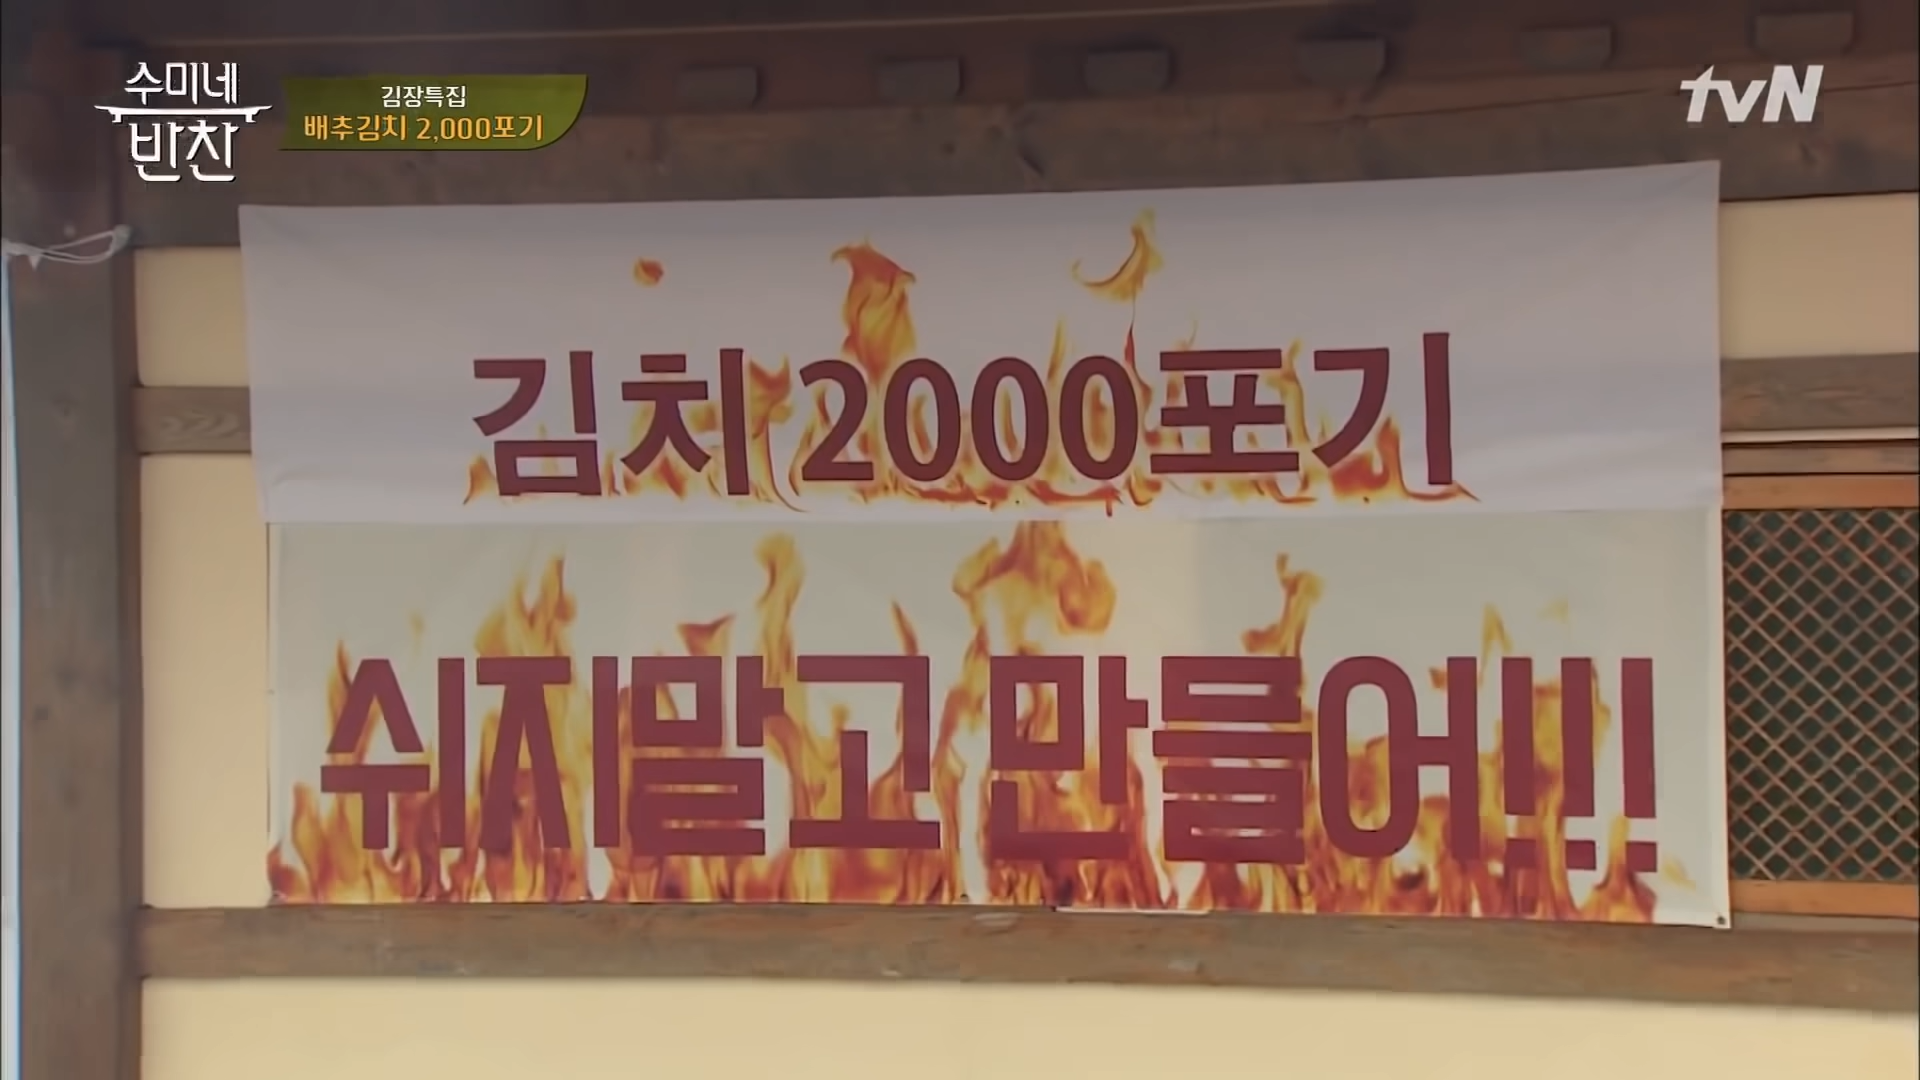 수미네
반찬
김장특집
배추김치 2,000포기
tvN
김치 2000포기
쉬지말고 만들어!!!